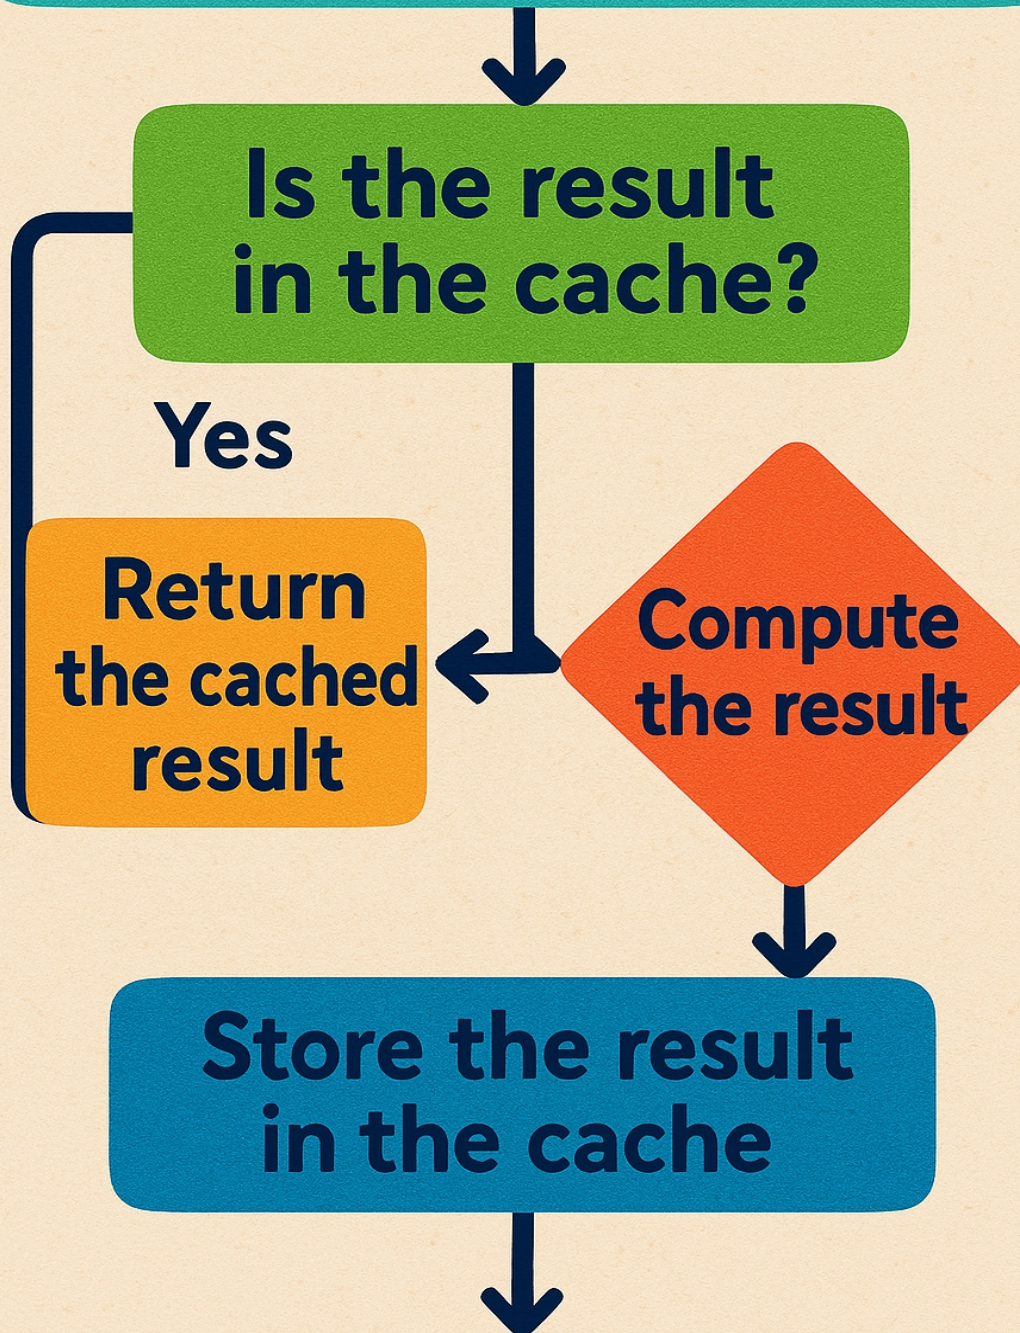 Is the result
in the cache?
Yes
Return
the cached
result
Compute
the result
Store the result
in the cache